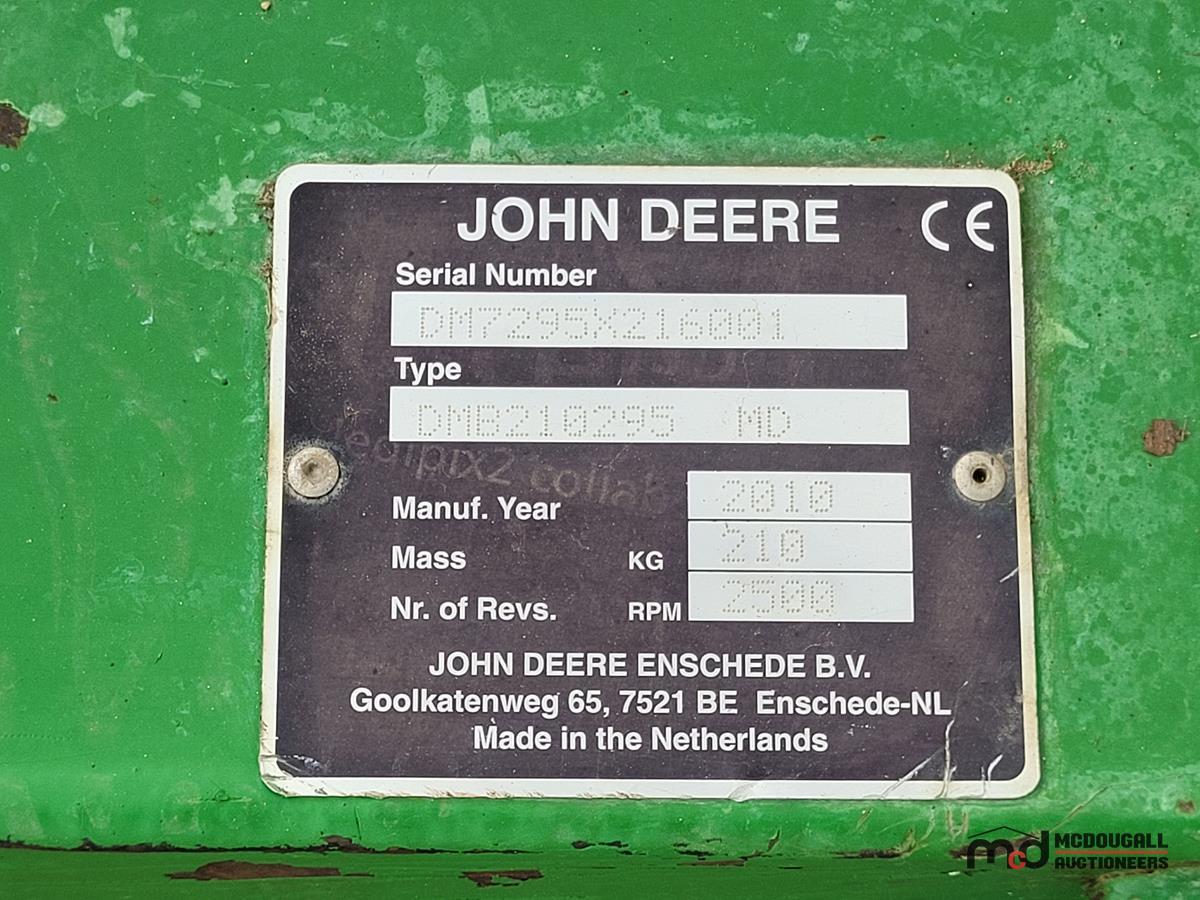 JOHN DEERE CE
Serial Number
DM7295X216001
Type
DMB210295 MD
Manuf. Year 2010
Mass KG 210
Nr. of Revs. RPM 2500
JOHN DEERE ENSCHEDE B.V.
Goolkatenweg 65, 7521 BE Enschede-NL
Made in the Netherlands
mcd MCDOUGALL
AUCTIONEERS